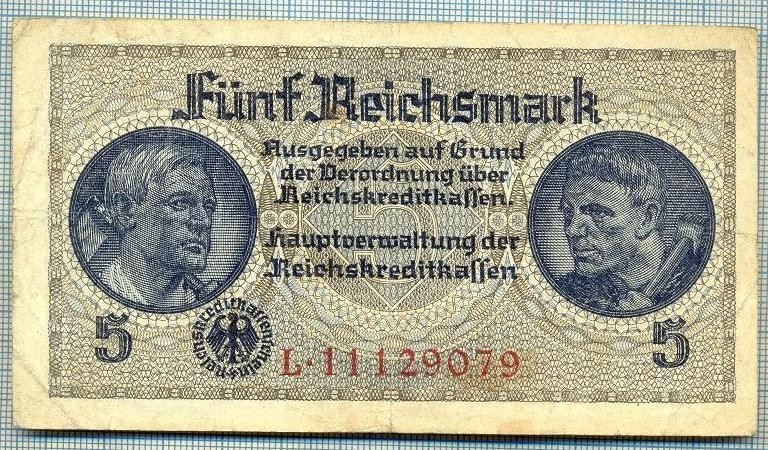 Fünf Reichsmark
Ausgegeben auf Grund
der Verordnung über
Reichskreditkassen.
Hauptverwaltung der
Reichskreditkassen
5
5
L·11129079